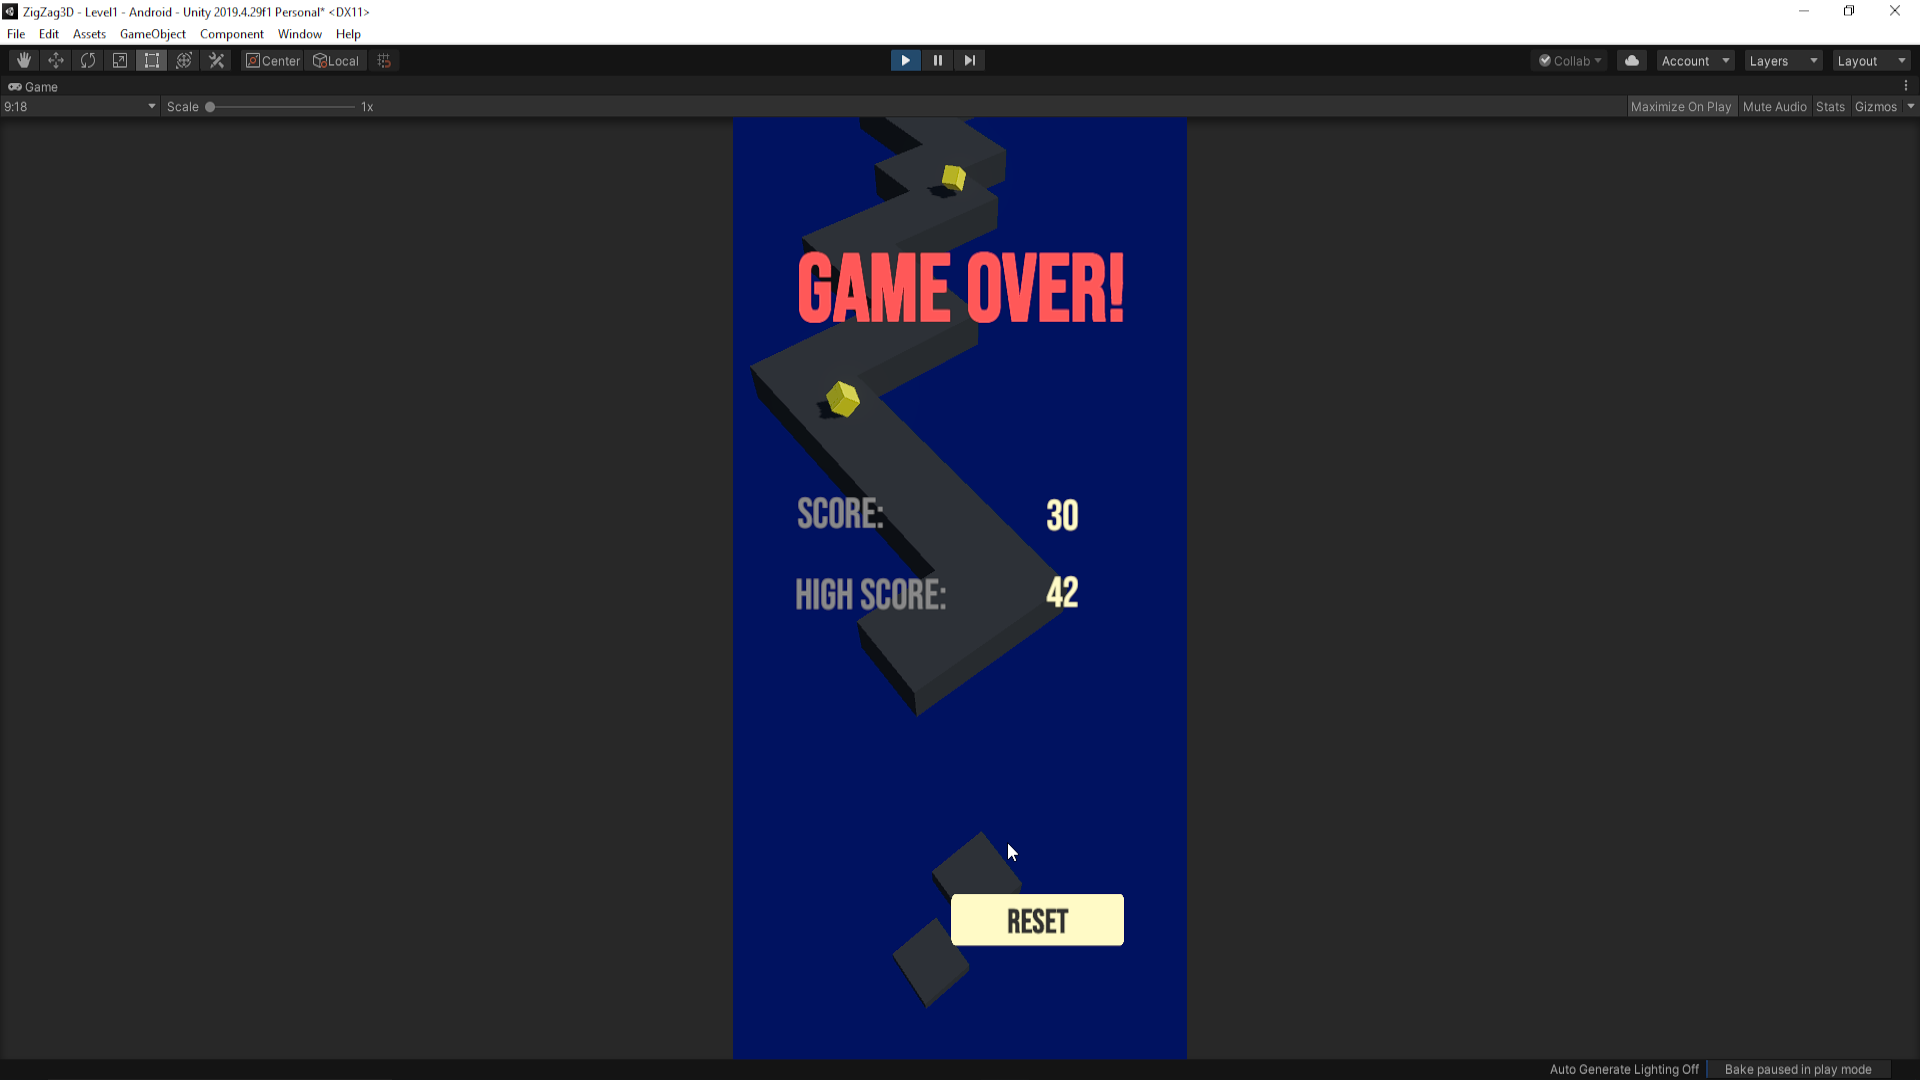 ZigZag3D - Level1 - Android - Unity 2019.4.29f1 Personal* <DX11>
File Edit Assets GameObject Component Window Help
Center Local Collab Account Layers Layout
Game
9:18 Scale 1x Maximize On Play Mute Audio Stats Gizmos
GAME OVER!
SCORE: 30
HIGH SCORE: 42
RESET
Auto Generate Lighting Off Bake paused in play mode